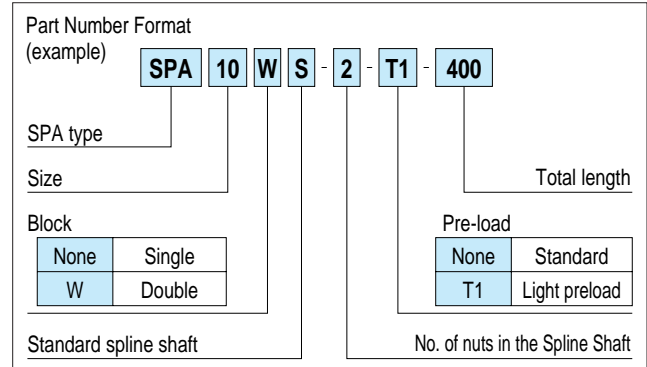 Part Number Format
(example)
SPA 10 W S - 2 - T1 - 400
SPA type
Size
Total length
Block
Pre-load
None Single
None Standard
W Double
T1 Light preload
Standard spline shaft
No. of nuts in the Spline Shaft